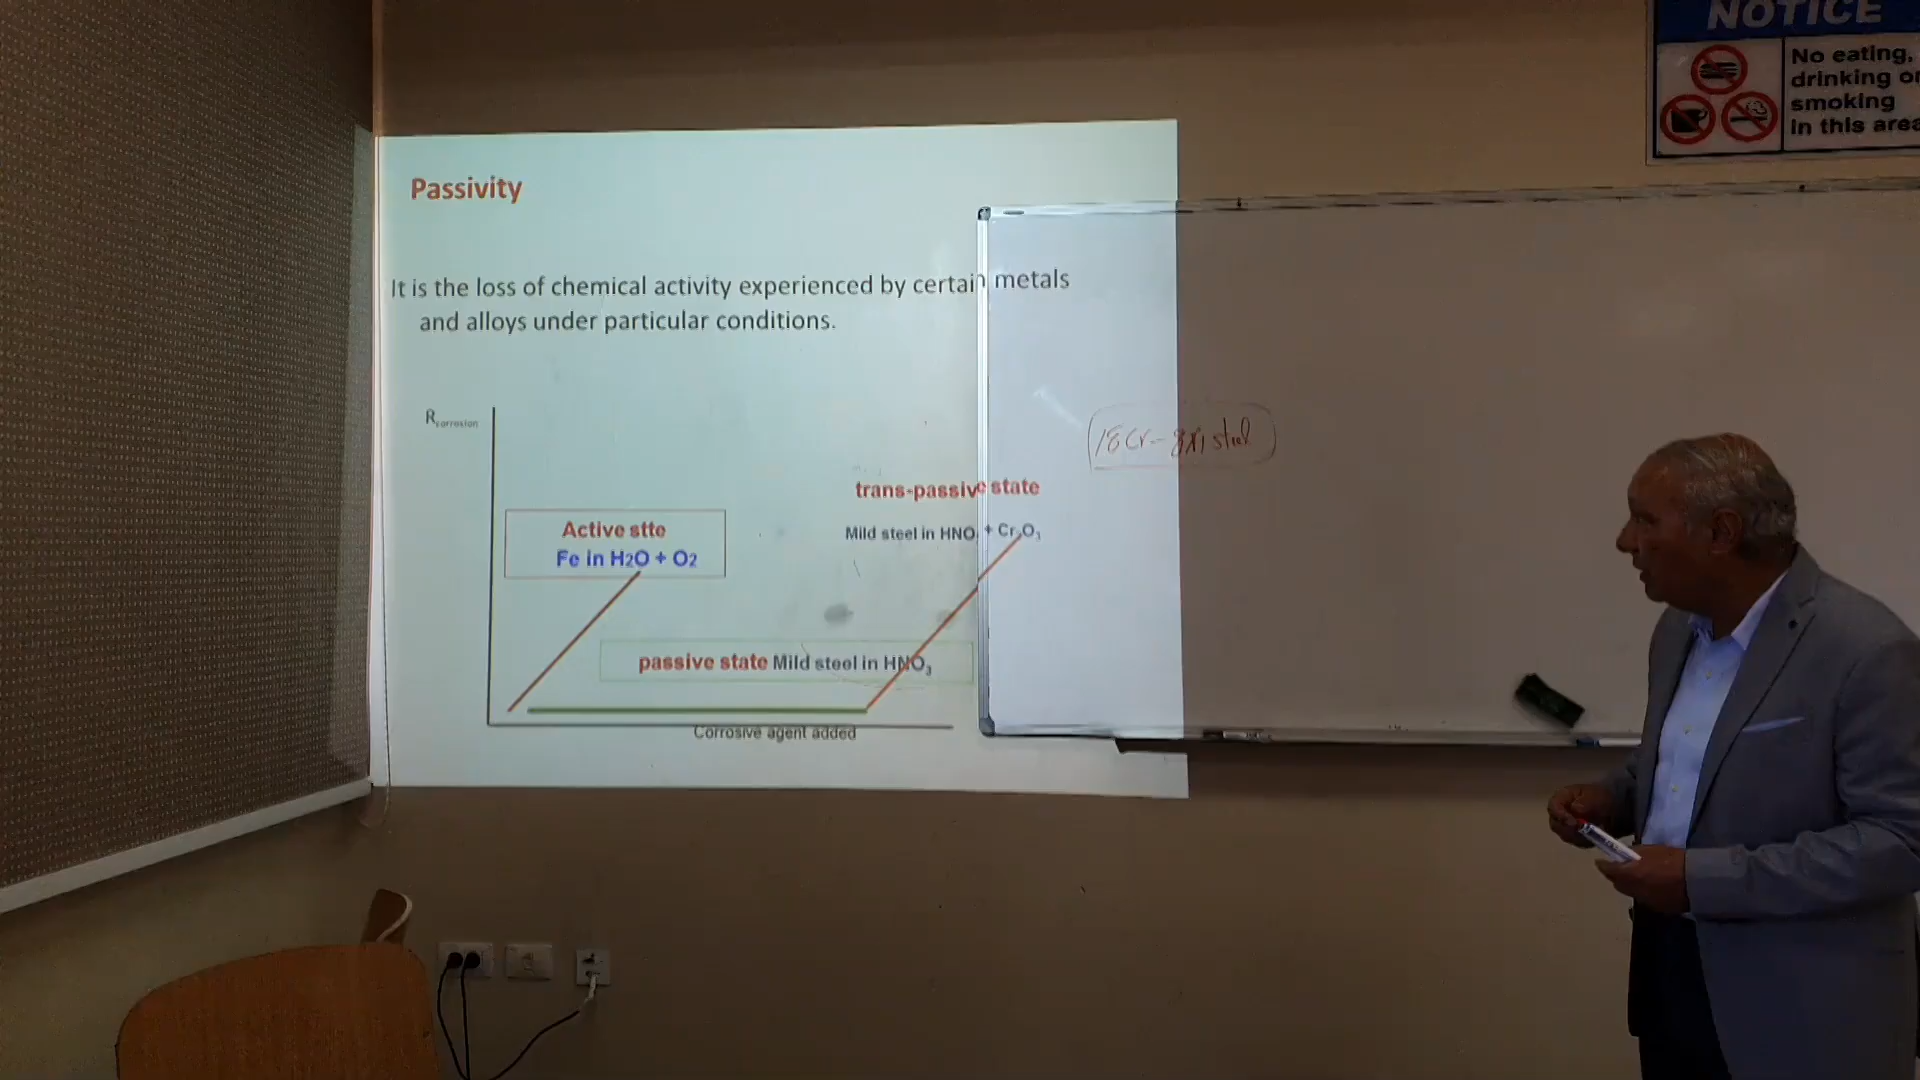 NOTICE
No eating,
drinking or
smoking
in this area
Passivity
It is the loss of chemical activity experienced by certain metals
and alloys under particular conditions.
Rcorrosion
18Cr-8Ni steel
trans-passive state
Mild steel in HNO3 + Cr2O3
Active stte
Fe in H2O + O2
passive state Mild steel in HNO3
Corrosive agent added